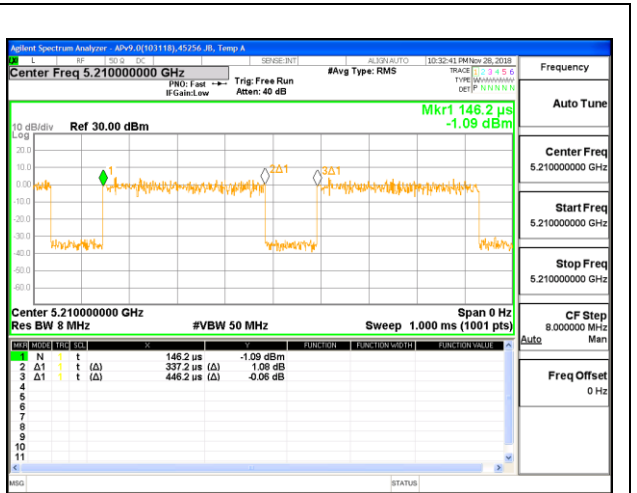 Agilent Spectrum Analyzer - APv9.0(103118),45256 JB, Temp A
L RF 50 Ω DC SENSE:INT ALIGN AUTO 10:32:41 PM Nov 28, 2018
Center Freq 5.210000000 GHz #Avg Type: RMS TRACE 1 2 3 4 5 6
PNO: Fast Trig: Free Run TYPE WWWWWW
IFGain:Low Atten: 40 dB DET P N N N N N
Frequency
Auto Tune
Mkr1 146.2 µs
10 dB/div Ref 30.00 dBm -1.09 dBm
Log
20.0
10.0
0.00
-10.0
-20.0
-30.0
-40.0
-50.0
-60.0
1
2Δ1
3Δ1
Center Freq
5.210000000 GHz
Start Freq
5.210000000 GHz
Stop Freq
5.210000000 GHz
Center 5.210000000 GHz Span 0 Hz
Res BW 8 MHz #VBW 50 MHz Sweep 1.000 ms (1001 pts)
CF Step
8.000000 MHz
Auto Man
Freq Offset
0 Hz
MKR MODE TRC SCL X Y FUNCTION FUNCTION WIDTH FUNCTION VALUE
1 N 1 t 146.2 µs -1.09 dBm
2 Δ1 1 t (Δ) 337.2 µs (Δ) 1.08 dB
3 Δ1 1 t (Δ) 446.2 µs (Δ) -0.06 dB
4
5
6
7
8
9
10
11
MSG STATUS